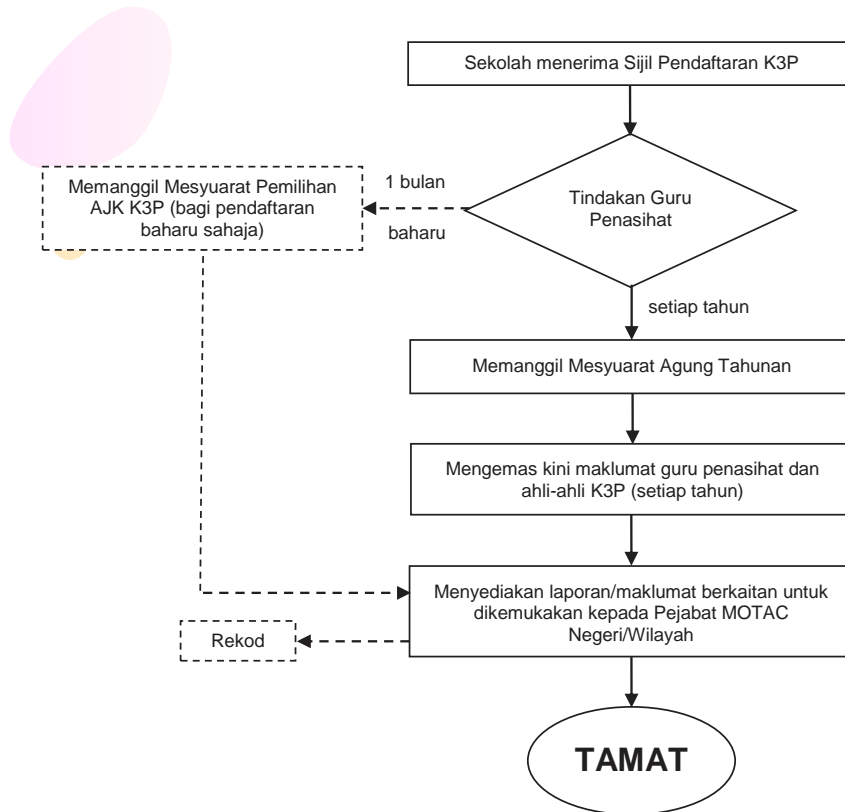 Sekolah menerima Sijil Pendaftaran K3P
Memanggil Mesyuarat Pemilihan
AJK K3P (bagi pendaftaran
baharu sahaja)
1 bulan
baharu
Tindakan Guru
Penasihat
setiap tahun
Memanggil Mesyuarat Agung Tahunan
Mengemas kini maklumat guru penasihat dan
ahli-ahli K3P (setiap tahun)
Menyediakan laporan/maklumat berkaitan untuk
dikemukakan kepada Pejabat MOTAC
Negeri/Wilayah
Rekod
TAMAT